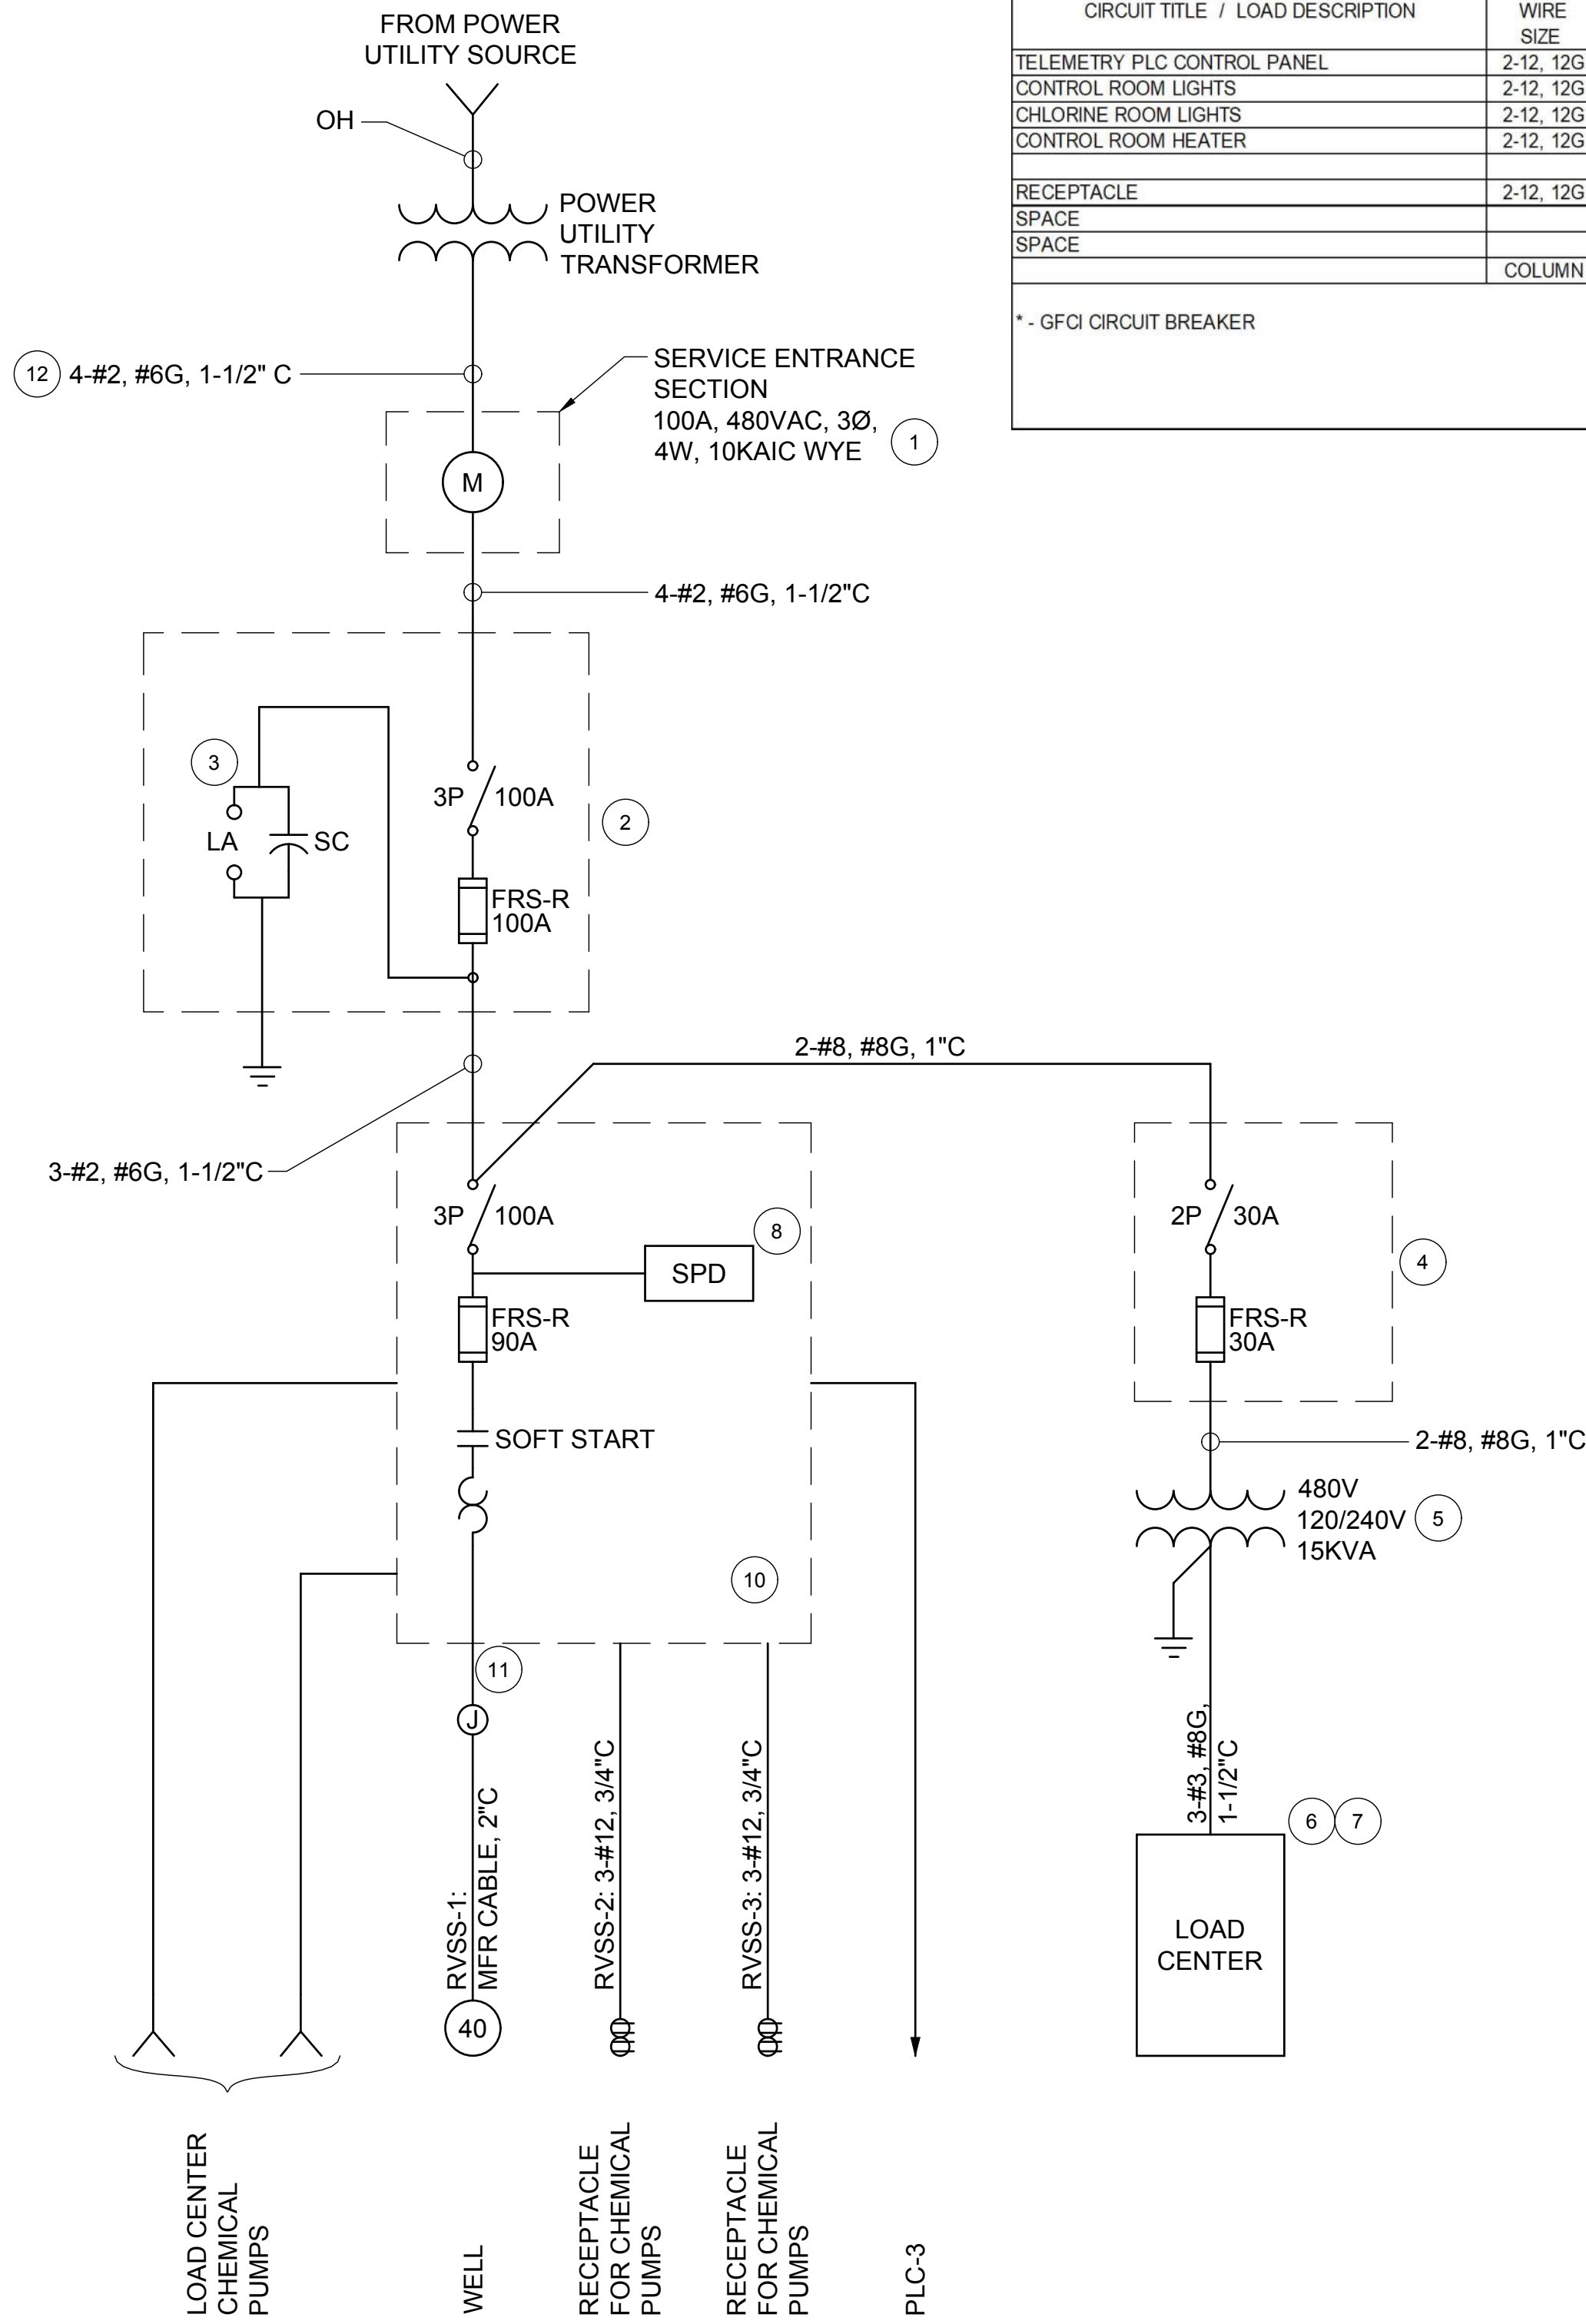 FROM POWER
UTILITY SOURCE
OH
POWER
UTILITY
TRANSFORMER
12 4-#2, #6G, 1-1/2" C
SERVICE ENTRANCE
SECTION
100A, 480VAC, 3Ø,
4W, 10KAIC WYE
1
M
4-#2, #6G, 1-1/2"C
CIRCUIT TITLE / LOAD DESCRIPTION WIRE
SIZE
TELEMETRY PLC CONTROL PANEL 2-12, 12G
CONTROL ROOM LIGHTS 2-12, 12G
CHLORINE ROOM LIGHTS 2-12, 12G
CONTROL ROOM HEATER 2-12, 12G
RECEPTACLE 2-12, 12G
SPACE
SPACE
COLUMN
* - GFCI CIRCUIT BREAKER
3
3P 100A
2
LA SC
FRS-R
100A
2-#8, #8G, 1"C
3-#2, #6G, 1-1/2"C
3P 100A
8
SPD
FRS-R
90A
SOFT START
10
11
J
2P 30A
4
FRS-R
30A
2-#8, #8G, 1"C
480V
120/240V
15KVA
5
3-#3, #8G,
1-1/2"C
6 7
LOAD
CENTER
RVSS-1:
MFR CABLE, 2"C
RVSS-2: 3-#12, 3/4"C
RVSS-3: 3-#12, 3/4"C
40
LOAD CENTER
CHEMICAL
PUMPS
WELL
RECEPTACLE
FOR CHEMICAL
PUMPS
RECEPTACLE
FOR CHEMICAL
PUMPS
PLC-3